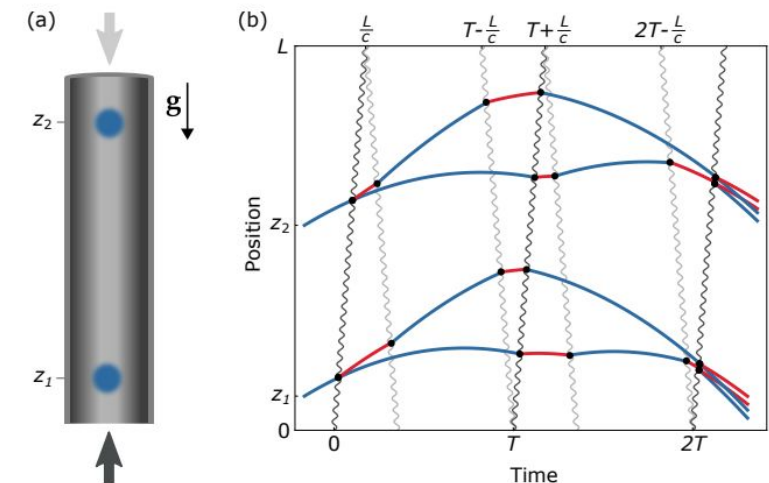 (a)
z₂
g
z₁
(b)
L/c
T-L/c
T+L/c
2T-L/c
L
Position
z₂
z₁
0
0
T
2T
Time